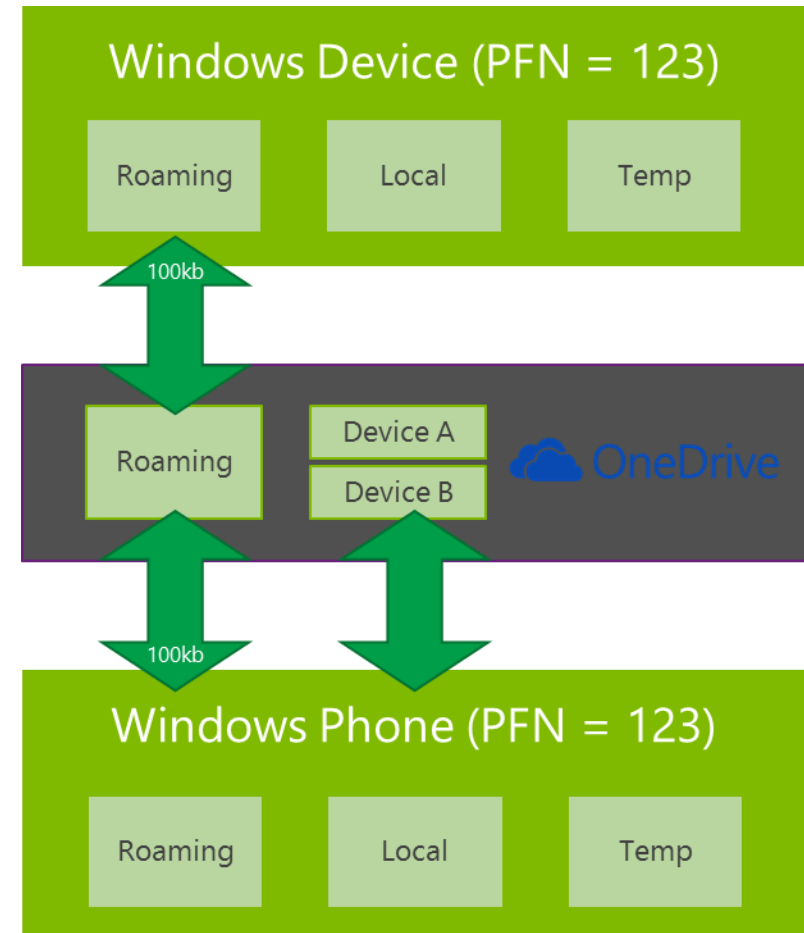 Windows Device (PFN = 123)
Roaming
Local
Temp
100kb
Roaming
Device A
Device B
OneDrive
100kb
Windows Phone (PFN = 123)
Roaming
Local
Temp